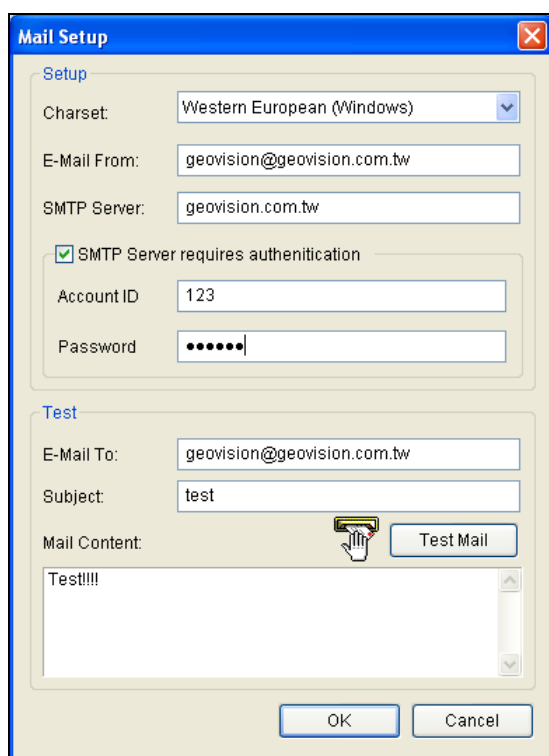 Mail Setup
Setup
Charset: Western European (Windows)
E-Mail From: geovision@geovision.com.tw
SMTP Server: geovision.com.tw
SMTP Server requires authenitication
Account ID 123
Password ●●●●●●
Test
E-Mail To: geovision@geovision.com.tw
Subject: test
Mail Content: Test Mail
Test!!!!
OK Cancel